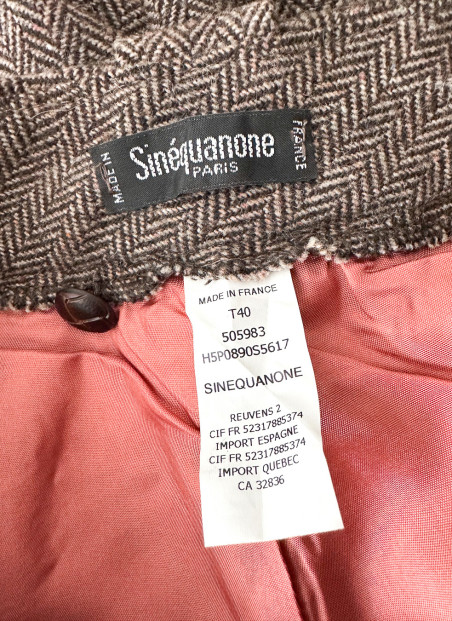 MADE IN
Sinéquanone
PARIS
FRANCE
MADE IN FRANCE
T40
505983
H5P0890S5617
SINEQUANONE
REUVENS 2
CIF FR 52317885374
IMPORT ESPAGNE
CIF FR 52317885374
IMPORT QUEBEC
CA 32836